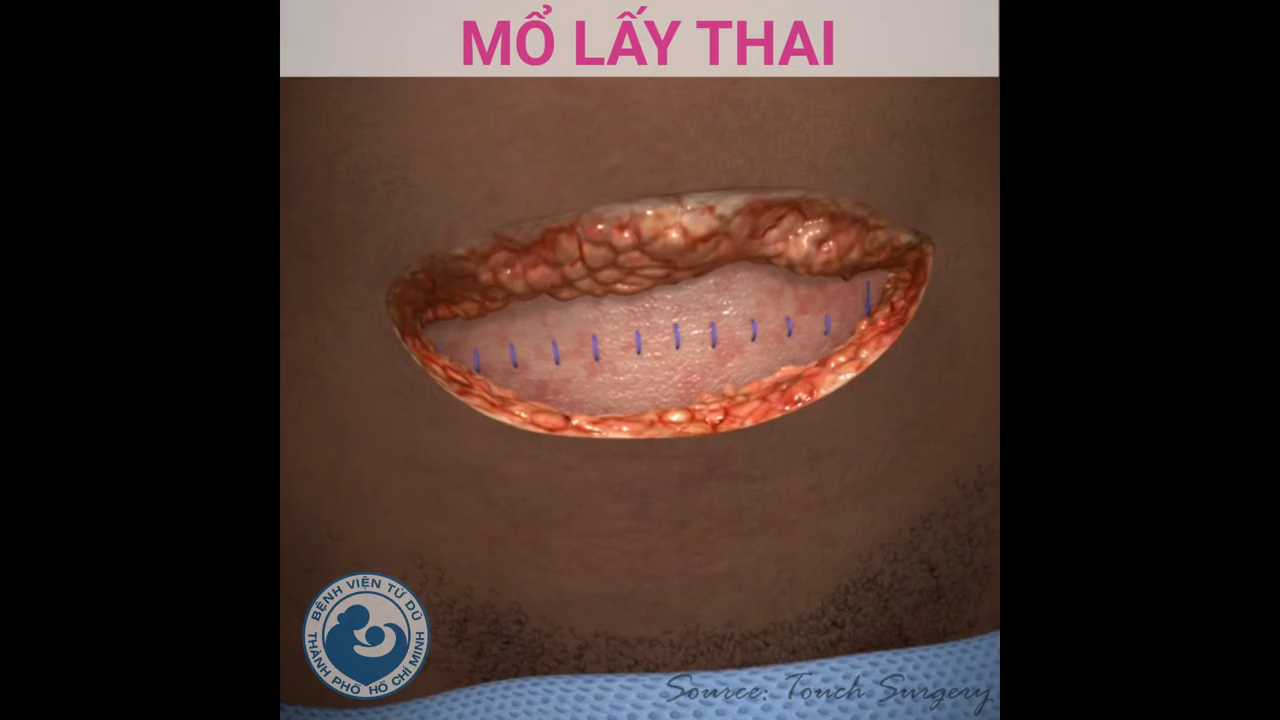 MỔ LẤY THAI
BỆNH VIỆN TỪ DŨ
THÀNH PHỐ HỒ CHÍ MINH
Source: Touch Surgery